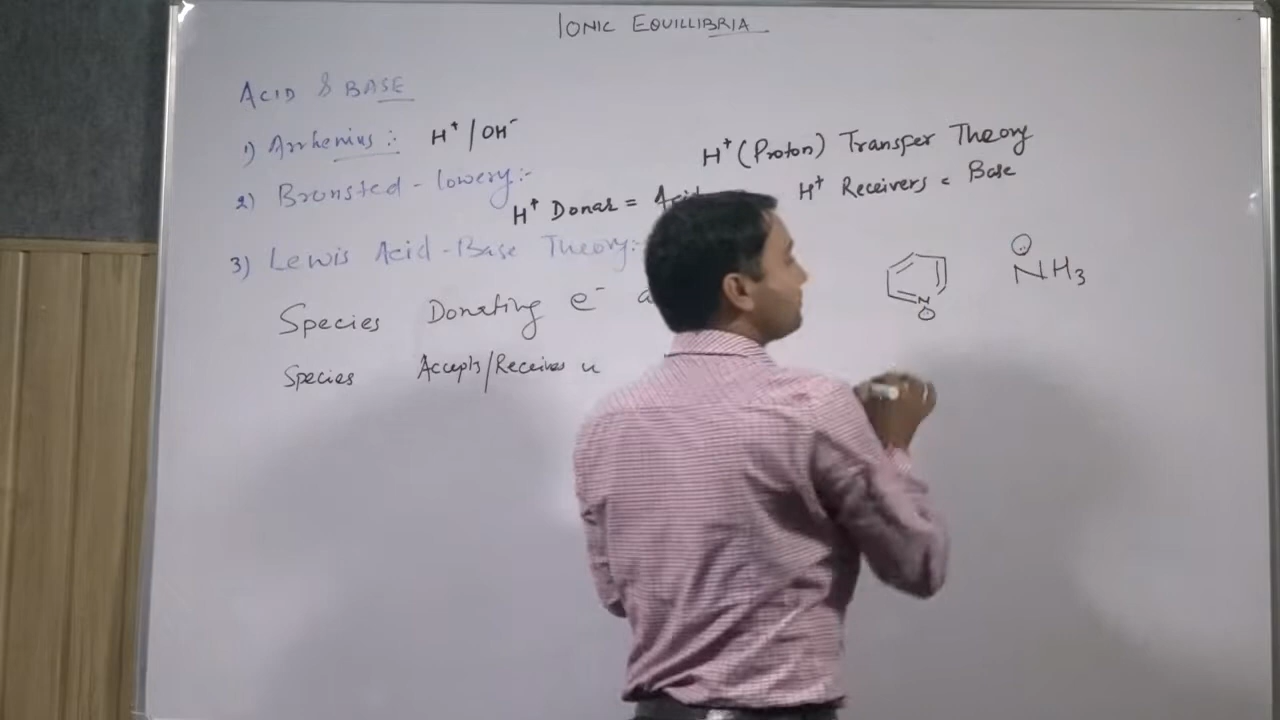 IONIC EQUILLIBRIA
ACID & BASE
1) Arrhenius :- H⁺ / OH⁻
H⁺ (Proton) Transfer Theory
2) Bronsted - lowery :-
H⁺ Donar = Acid
H⁺ Receivers = Base
3) Lewis Acid - Base Theory :-
Species Donating e⁻
N
NH₃
Species Accepts/Receives